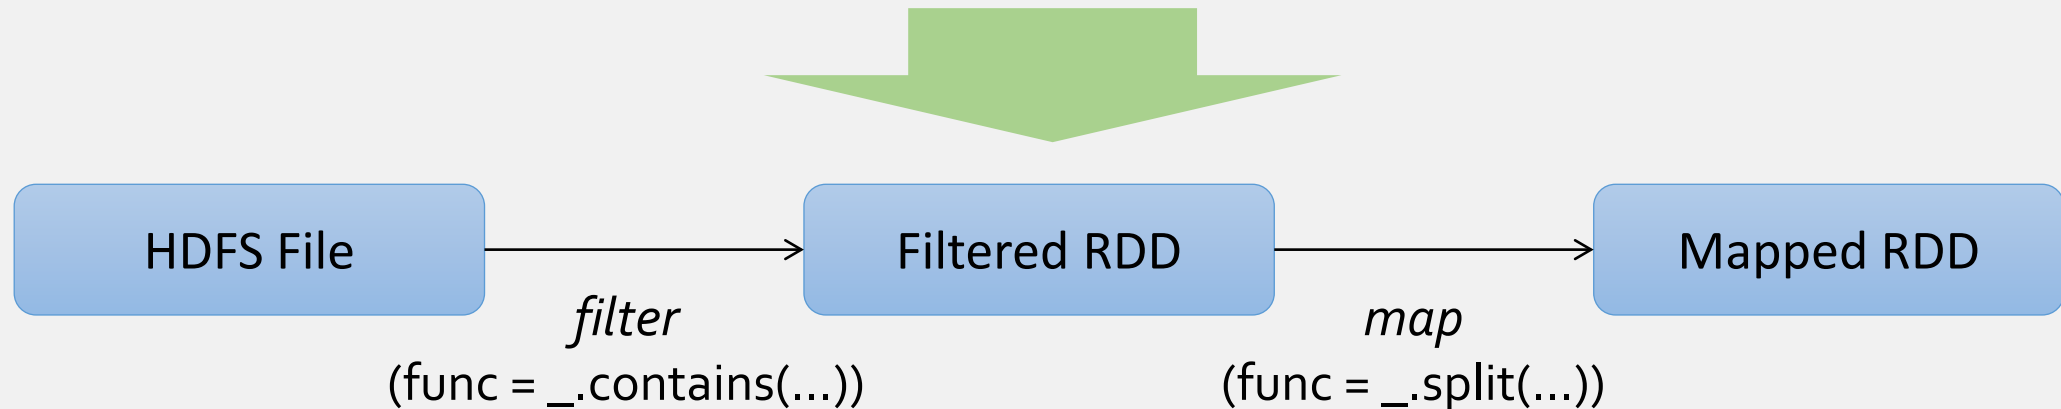 HDFS File
Filtered RDD
Mapped RDD
filter
(func = _.contains(...))
map
(func = _.split(...))